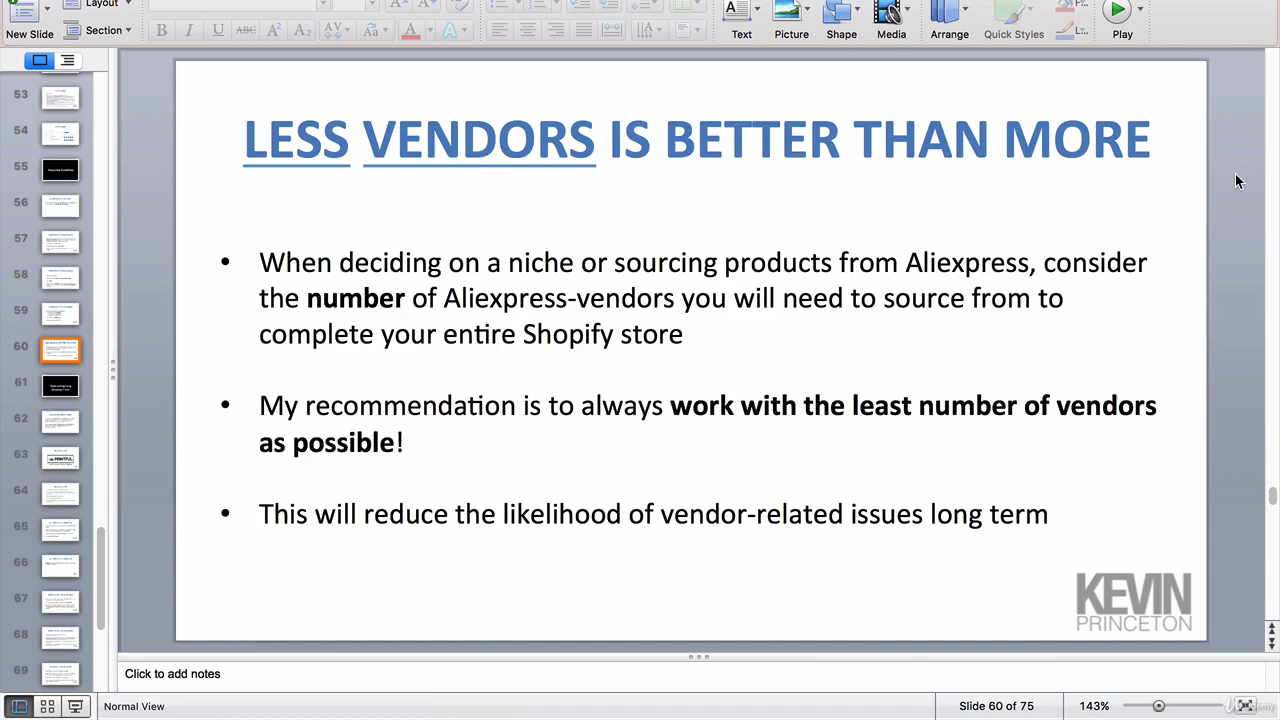 Layout
New Slide
Section
B I U ABC
Text
Picture
Shape
Media
Arrange
Quick Styles
Play
53
54
55
56
57
58
59
60
61
62
63
64
65
66
67
68
69
PRINTFUL
LESS VENDORS IS BETTER THAN MORE
• When deciding on a niche or sourcing products from Aliexpress, consider
the number of Aliexpress-vendors you will need to source from to
complete your entire Shopify store
• My recommendation is to always work with the least number of vendors
as possible!
• This will reduce the likelihood of vendor-related issues long term
KEVIN
PRINCETON
Click to add notes
Normal View
Slide 60 of 75
143%